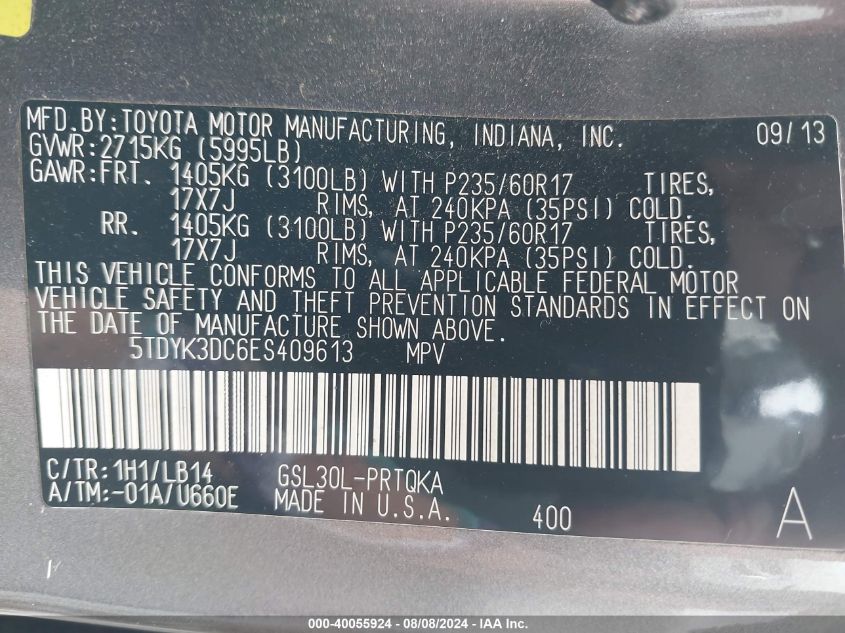 MFD.BY:TOYOTA MOTOR MANUFACTURING, INDIANA, INC. 09/13
GVWR:2715KG (5995LB)
GAWR:FRT. 1405KG (3100LB) WITH P235/60R17 TIRES,
17X7J RIMS, AT 240KPA (35PSI) COLD.
RR. 1405KG (3100LB) WITH P235/60R17 TIRES,
17X7J RIMS, AT 240KPA (35PSI) COLD.
THIS VEHICLE CONFORMS TO ALL APPLICABLE FEDERAL MOTOR
VEHICLE SAFETY AND THEFT PREVENTION STANDARDS IN EFFECT ON
THE DATE OF MANUFACTURE SHOWN ABOVE.
5TDYK3DC6ES409613 MPV
C/TR:1H1/LB14 GSL30L-PRTQKA
A/TM:-01A/U660E MADE IN U.S.A. 400 A
000-40055924 - 08/08/2024 - IAA Inc.